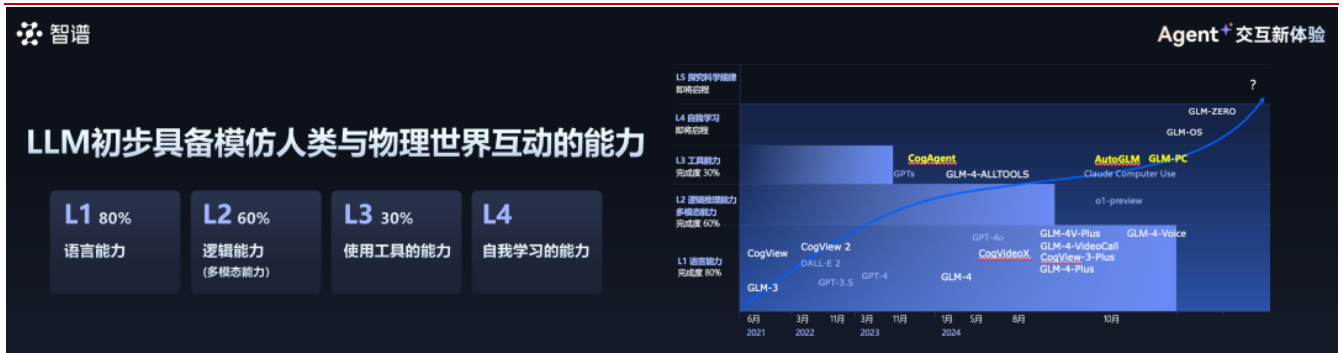 智谱
Agent 交互新体验
LLM初步具备模仿人类与物理世界互动的能力
L1 80%
语言能力
L2 60%
逻辑能力
(多模态能力)
L3 30%
使用工具的能力
L4
自我学习的能力
L5 探究科学规律
即将启程
L4 自我学习
即将启程
L3 工具能力
完成度 30%
L2 逻辑推理能力
多模态能力
完成度 60%
L1 语言能力
完成度 80%
?
GLM-ZERO
GLM-OS
CogAgent
AutoGLM GLM-PC
GPTs
GLM-4-ALLTOOLS
Claude Computer Use
o1-preview
CogView
CogView 2
DALL-E 2
GPT-3.5
GPT-4
GLM-3
GPT-4o
CogVideoX
GLM-4
GLM-4V-Plus
GLM-4-Voice
GLM-4-VideoCall
CogView-3-Plus
GLM-4-Plus
6月 3月 11月 3月 11月 1月 5月 8月 10月
2021 2022 2023 2024